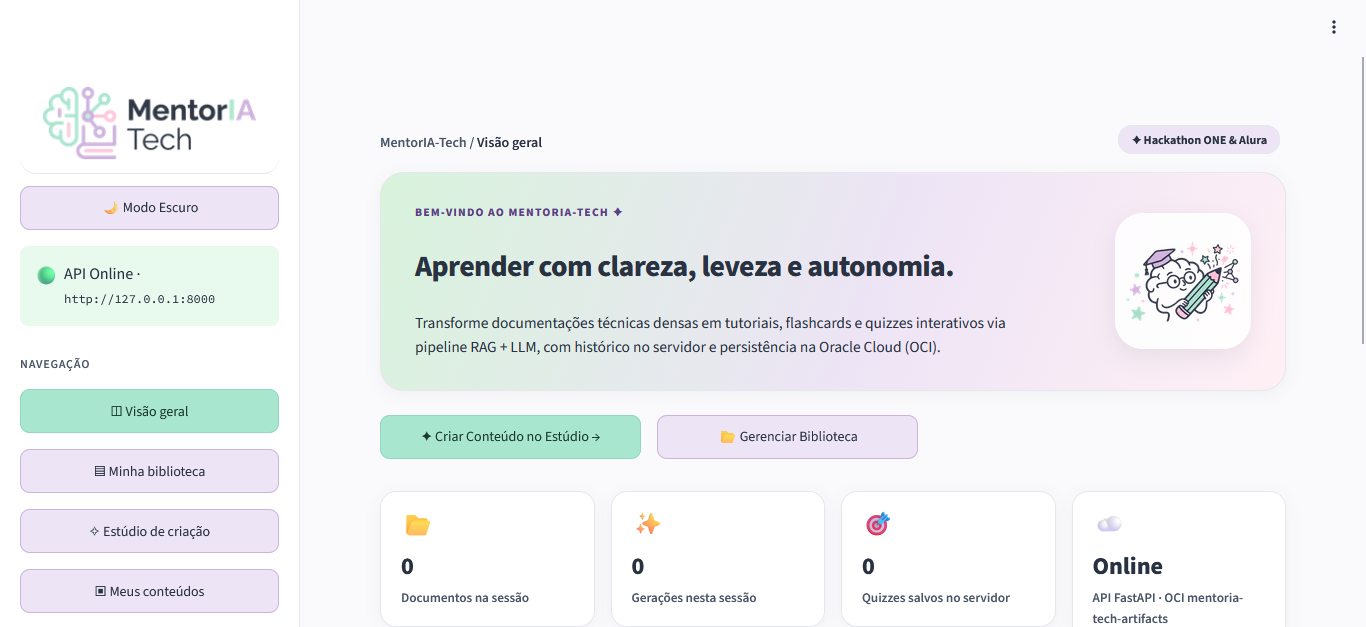 MentorIA
Tech
🌙 Modo Escuro
API Online ·
http://127.0.0.1:8000
NAVEGAÇÃO
◫ Visão geral
▤ Minha biblioteca
✧ Estúdio de criação
▣ Meus conteúdos
MentorIA-Tech / Visão geral
✦ Hackathon ONE & Alura
BEM-VINDO AO MENTORIA-TECH ✦
Aprender com clareza, leveza e autonomia.
Transforme documentações técnicas densas em tutoriais, flashcards e quizzes interativos via
pipeline RAG + LLM, com histórico no servidor e persistência na Oracle Cloud (OCI).
✦ Criar Conteúdo no Estúdio →
📁 Gerenciar Biblioteca
0
Documentos na sessão
0
Gerações nesta sessão
0
Quizzes salvos no servidor
Online
API FastAPI · OCI mentoria-
tech-artifacts